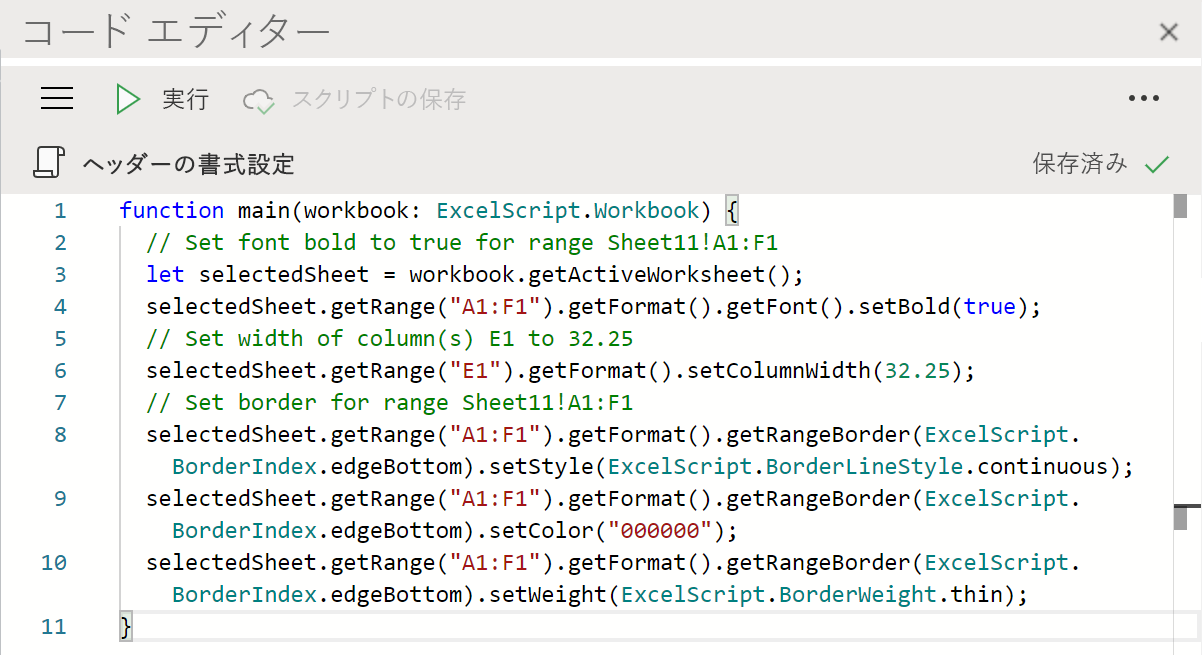 コード エディター
実行 スクリプトの保存
ヘッダーの書式設定 保存済み
1 function main(workbook: ExcelScript.Workbook) {
2 // Set font bold to true for range Sheet11!A1:F1
3 let selectedSheet = workbook.getActiveWorksheet();
4 selectedSheet.getRange("A1:F1").getFormat().getFont().setBold(true);
5 // Set width of column(s) E1 to 32.25
6 selectedSheet.getRange("E1").getFormat().setColumnWidth(32.25);
7 // Set border for range Sheet11!A1:F1
8 selectedSheet.getRange("A1:F1").getFormat().getRangeBorder(ExcelScript.
BorderIndex.edgeBottom).setStyle(ExcelScript.BorderLineStyle.continuous);
9 selectedSheet.getRange("A1:F1").getFormat().getRangeBorder(ExcelScript.
BorderIndex.edgeBottom).setColor("000000");
10 selectedSheet.getRange("A1:F1").getFormat().getRangeBorder(ExcelScript.
BorderIndex.edgeBottom).setWeight(ExcelScript.BorderWeight.thin);
11 }